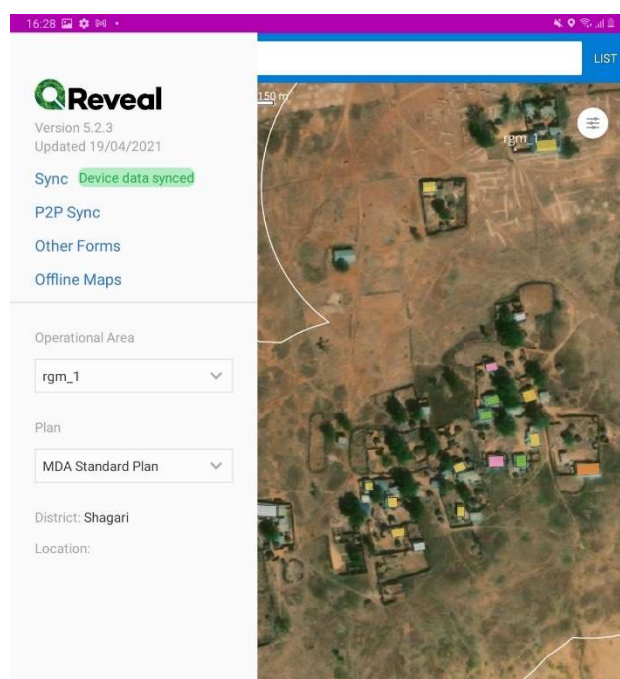 16:28
LIST
Reveal
150 m
Version 5.2.3
Updated 19/04/2021
rgm_1
Sync Device data synced
P2P Sync
Other Forms
Offline Maps
Operational Area
rgm_1
Plan
MDA Standard Plan
District: Shagari
Location: